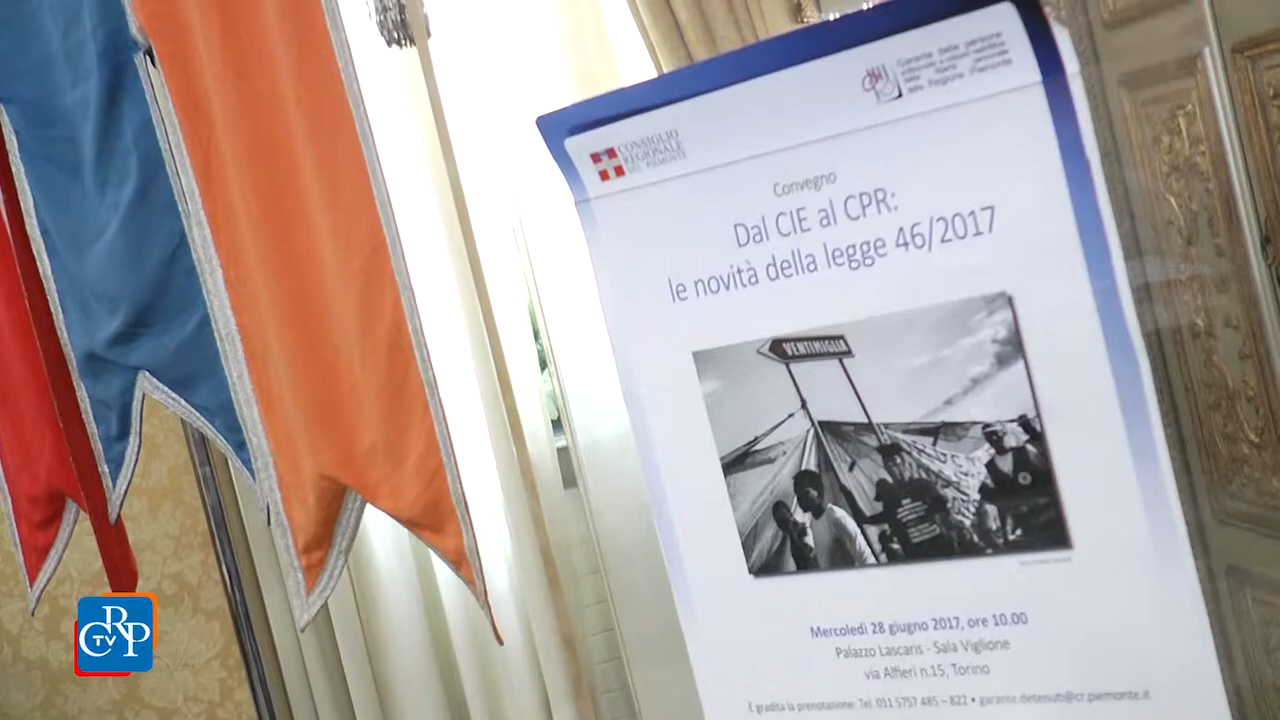 Garante delle persone
sottoposte a misure restrittive
della libertà personale
della Regione Piemonte
CONSIGLIO
REGIONALE
DEL PIEMONTE
Convegno
Dal CIE al CPR:
le novità della legge 46/2017
VENTIMIGLIA
Mercoledì 28 giugno 2017, ore 10.00
Palazzo Lascaris - Sala Viglione
via Alfieri n.15, Torino
È gradita la prenotazione: Tel. 011 5757 485 – 822 • garante.detenuti@cr.piemonte.it
CRP
TV